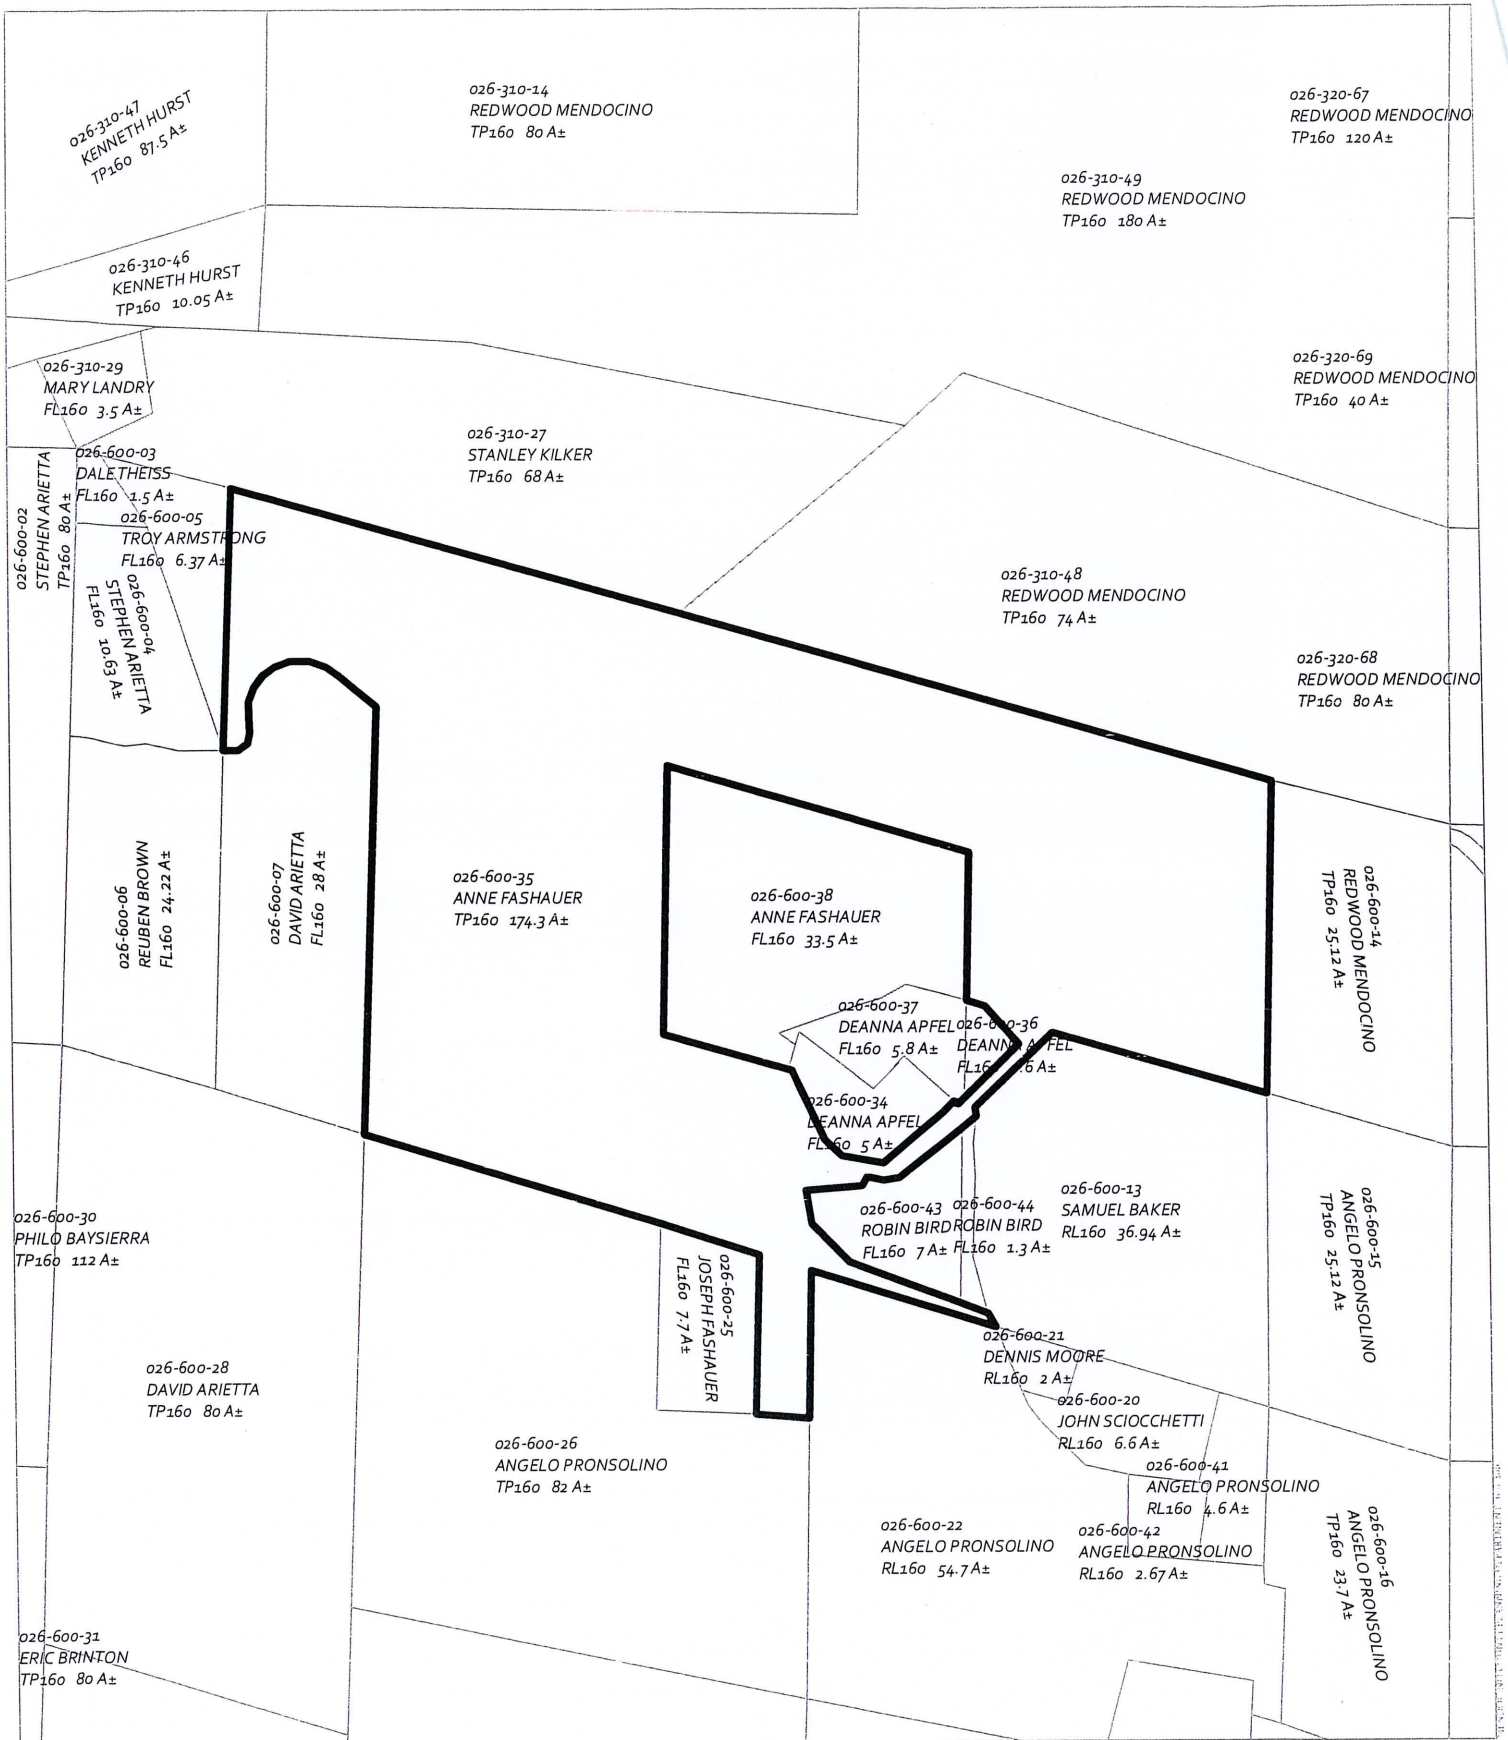 026-310-47
KENNETH HURST
TP160 87.5 A±
026-310-14
REDWOOD MENDOCINO
TP160 80 A±
026-320-67
REDWOOD MENDOCINO
TP160 120 A±
026-310-49
REDWOOD MENDOCINO
TP160 180 A±
026-310-46
KENNETH HURST
TP160 10.05 A±
026-310-29
MARY LANDRY
FL160 3.5 A±
026-320-69
REDWOOD MENDOCINO
TP160 40 A±
026-310-27
STANLEY KILKER
TP160 68 A±
026-600-03
DALE THEISS
FL160 1.5 A±
026-600-02
STEPHEN ARIETTA
TP160 80 A±
026-600-05
TROY ARMSTRONG
FL160 6.37 A±
026-600-04
STEPHEN ARIETTA
FL160 10.63 A±
026-310-48
REDWOOD MENDOCINO
TP160 74 A±
026-320-68
REDWOOD MENDOCINO
TP160 80 A±
026-600-06
REUBEN BROWN
FL160 24.22 A±
026-600-07
DAVID ARIETTA
FL160 28 A±
026-600-35
ANNE FASHAUER
TP160 174.3 A±
026-600-38
ANNE FASHAUER
FL160 33.5 A±
026-600-14
REDWOOD MENDOCINO
TP160 25.12 A±
026-600-37
DEANNA APFEL
FL160 5.8 A±
026-600-36
DEANNA APFEL
.6 A±
026-600-34
DEANNA APFEL
FL160 5 A±
026-600-43
ROBIN BIRD
FL160 7 A±
026-600-44
ROBIN BIRD
FL160 1.3 A±
026-600-13
SAMUEL BAKER
RL160 36.94 A±
026-600-15
ANGELO PRONSOLINO
TP160 25.12 A±
026-600-30
PHILO BAYSIERRA
TP160 112 A±
026-600-25
JOSEPH FASHAUER
FL160 7.7 A±
026-600-21
DENNIS MOORE
RL160 2 A±
026-600-28
DAVID ARIETTA
TP160 80 A±
026-600-20
JOHN SCIOCCHETTI
RL160 6.6 A±
026-600-26
ANGELO PRONSOLINO
TP160 82 A±
026-600-41
ANGELO PRONSOLINO
RL160 4.6 A±
026-600-22
ANGELO PRONSOLINO
RL160 54.7 A±
026-600-42
ANGELO PRONSOLINO
RL160 2.67 A±
026-600-16
ANGELO PRONSOLINO
TP160 23.7 A±
026-600-31
ERIC BRINTON
TP160 80 A±